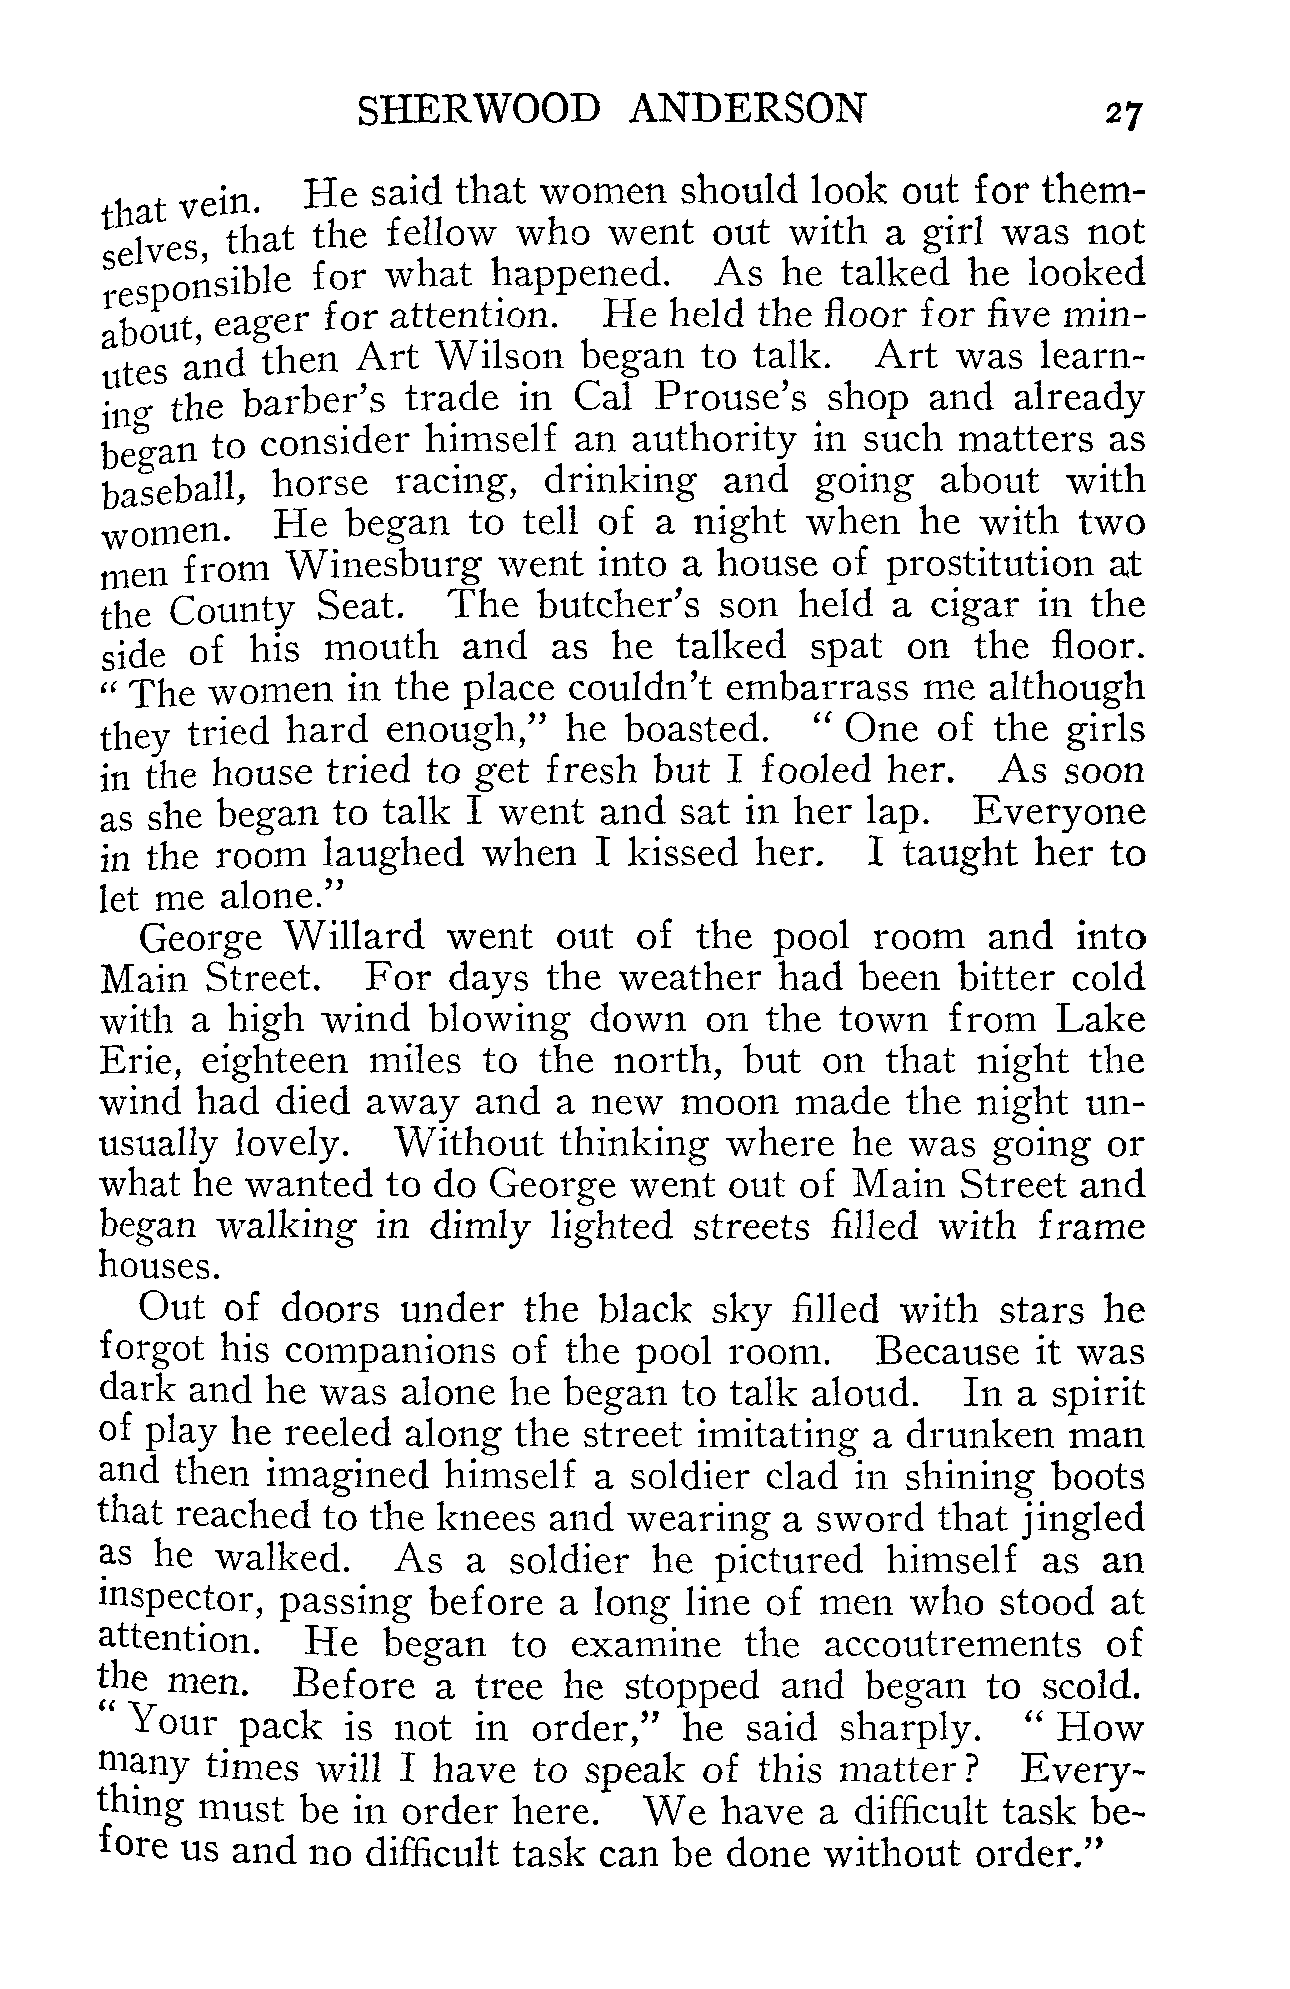 SHERWOOD ANDERSON 27
that vein. He said that women should look out for them-
selves, that the fellow who went out with a girl was not
responsible for what happened. As he talked he looked
about, eager for attention. He held the floor for five min-
utes and then Art Wilson began to talk. Art was learn-
ing the barber's trade in Cal Prouse's shop and already
began to consider himself an authority in such matters as
baseball, horse racing, drinking and going about with
women. He began to tell of a night when he with two
men from Winesburg went into a house of prostitution at
the County Seat. The butcher's son held a cigar in the
side of his mouth and as he talked spat on the floor.
“ The women in the place couldn't embarrass me although
they tried hard enough,” he boasted. “ One of the girls
in the house tried to get fresh but I fooled her. As soon
as she began to talk I went and sat in her lap. Everyone
in the room laughed when I kissed her. I taught her to
let me alone.”
George Willard went out of the pool room and into
Main Street. For days the weather had been bitter cold
with a high wind blowing down on the town from Lake
Erie, eighteen miles to the north, but on that night the
wind had died away and a new moon made the night un-
usually lovely. Without thinking where he was going or
what he wanted to do George went out of Main Street and
began walking in dimly lighted streets filled with frame
houses.
Out of doors under the black sky filled with stars he
forgot his companions of the pool room. Because it was
dark and he was alone he began to talk aloud. In a spirit
of play he reeled along the street imitating a drunken man
and then imagined himself a soldier clad in shining boots
that reached to the knees and wearing a sword that jingled
as he walked. As a soldier he pictured himself as an
inspector, passing before a long line of men who stood at
attention. He began to examine the accoutrements of
the men. Before a tree he stopped and began to scold.
“ Your pack is not in order,” he said sharply. “ How
many times will I have to speak of this matter? Every-
thing must be in order here. We have a difficult task be-
fore us and no difficult task can be done without order.”